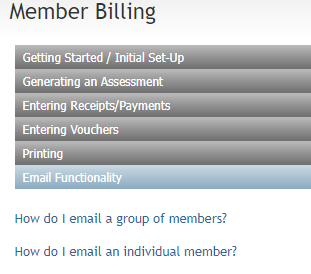 Member Billing
Getting Started / Initial Set-Up
Generating an Assessment
Entering Receipts/Payments
Entering Vouchers
Printing
Email Functionality
How do I email a group of members?
How do I email an individual member?